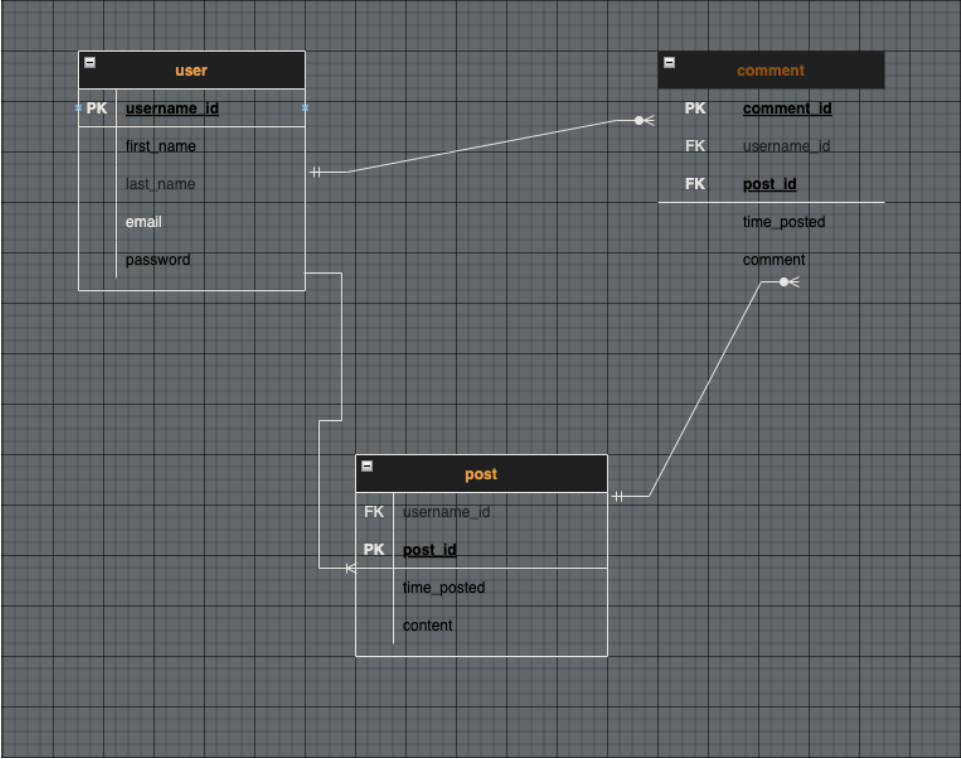 user
PK username_id
first_name
last_name
email
password
comment
PK comment_id
FK username_id
FK post_id
time_posted
comment
post
FK username_id
PK post_id
time_posted
content